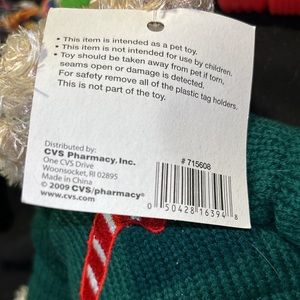 • This item is intended as a pet toy.
• This item is not intended for use by children.
• Toy should be taken away from pet if torn,
seams open or damage is detected.
For safety remove all of the plastic tag holders.
This is not part of the toy.
Distributed by:
CVS Pharmacy, Inc.
One CVS Drive
Woonsocket, RI 02895
Made in China
© 2009 CVS/pharmacy®
www.cvs.com
# 715608
0 50428 16394 8